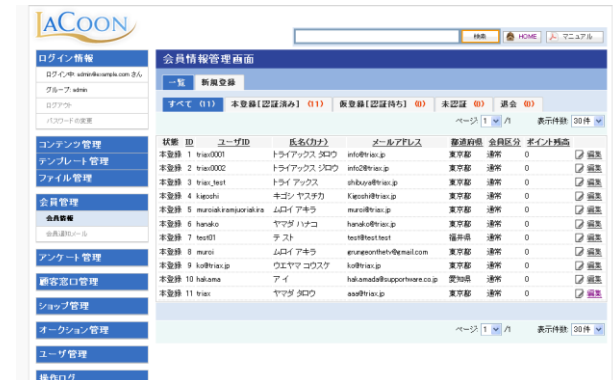 LACOON
検索 HOME マニュアル
ログイン情報
ログイン中: admin@example.com さん
グループ: admin
ログアウト
パスワードの変更
コンテンツ管理
テンプレート管理
ファイル管理
会員管理
会員情報
会員通知メール
アンケート管理
顧客窓口管理
ショップ管理
オークション管理
ユーザ管理
操作ログ
会員情報管理画面
一覧 新規登録
すべて (11) 本登録[認証済み] (11) 仮登録[認証待ち] (0) 未認証 (0) 退会 (0)
ページ: 1 / 1 表示件数: 30件
状態 ID ユーザID 氏名(カナ) メールアドレス 都道府県 会員区分 ポイント残高
本登録 1 triax0001 トライアックス タロウ info@triax.jp 東京都 通常 0 編集
本登録 2 triax0002 トライアックス ジロウ info2@triax.jp 東京都 通常 0 編集
本登録 3 triax_test トライ アックス shibuya@triax.jp 東京都 通常 0 編集
本登録 4 kigoshi キゴシ ヤスチカ Kigoshi@triax.jp 東京都 通常 0 編集
本登録 5 muroiakiramjuoriakira ムロイ アキラ muroi@triax.jp 東京都 通常 0 編集
本登録 6 hanako ヤマダ ハナコ hanako@triax.jp 東京都 通常 0 編集
本登録 7 test01 テ スト test@test.test 福井県 通常 0 編集
本登録 8 muroi ムロイ アキラ 東京都 通常 0 編集
本登録 9 ko@triax.jp ウエヤマ コウスケ ko@triax.jp 東京都 通常 0 編集
本登録 10 hakama ア イ hakamada@supportware.co.jp 愛知県 通常 0 編集
本登録 11 triax ヤマダ タロウ aaa@triax.jp 東京都 通常 0 編集
ページ: 1 / 1 表示件数: 30件